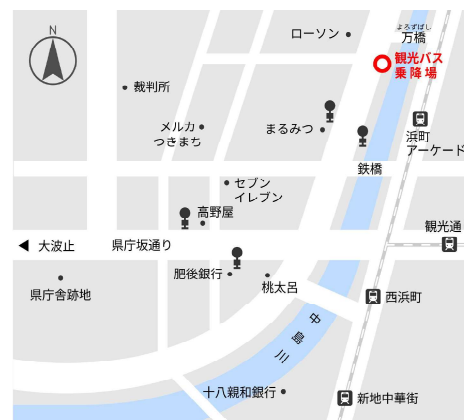 N
ローソン
よろずばし
万橋
観光バス
乗降場
裁判所
メルカ
つきまち
まるみつ
浜町
アーケード
鉄橋
セブン
イレブン
高野屋
観光通
大波止
県庁坂通り
肥後銀行
桃太呂
県庁舎跡地
西浜町
中島川
十八親和銀行
新地中華街